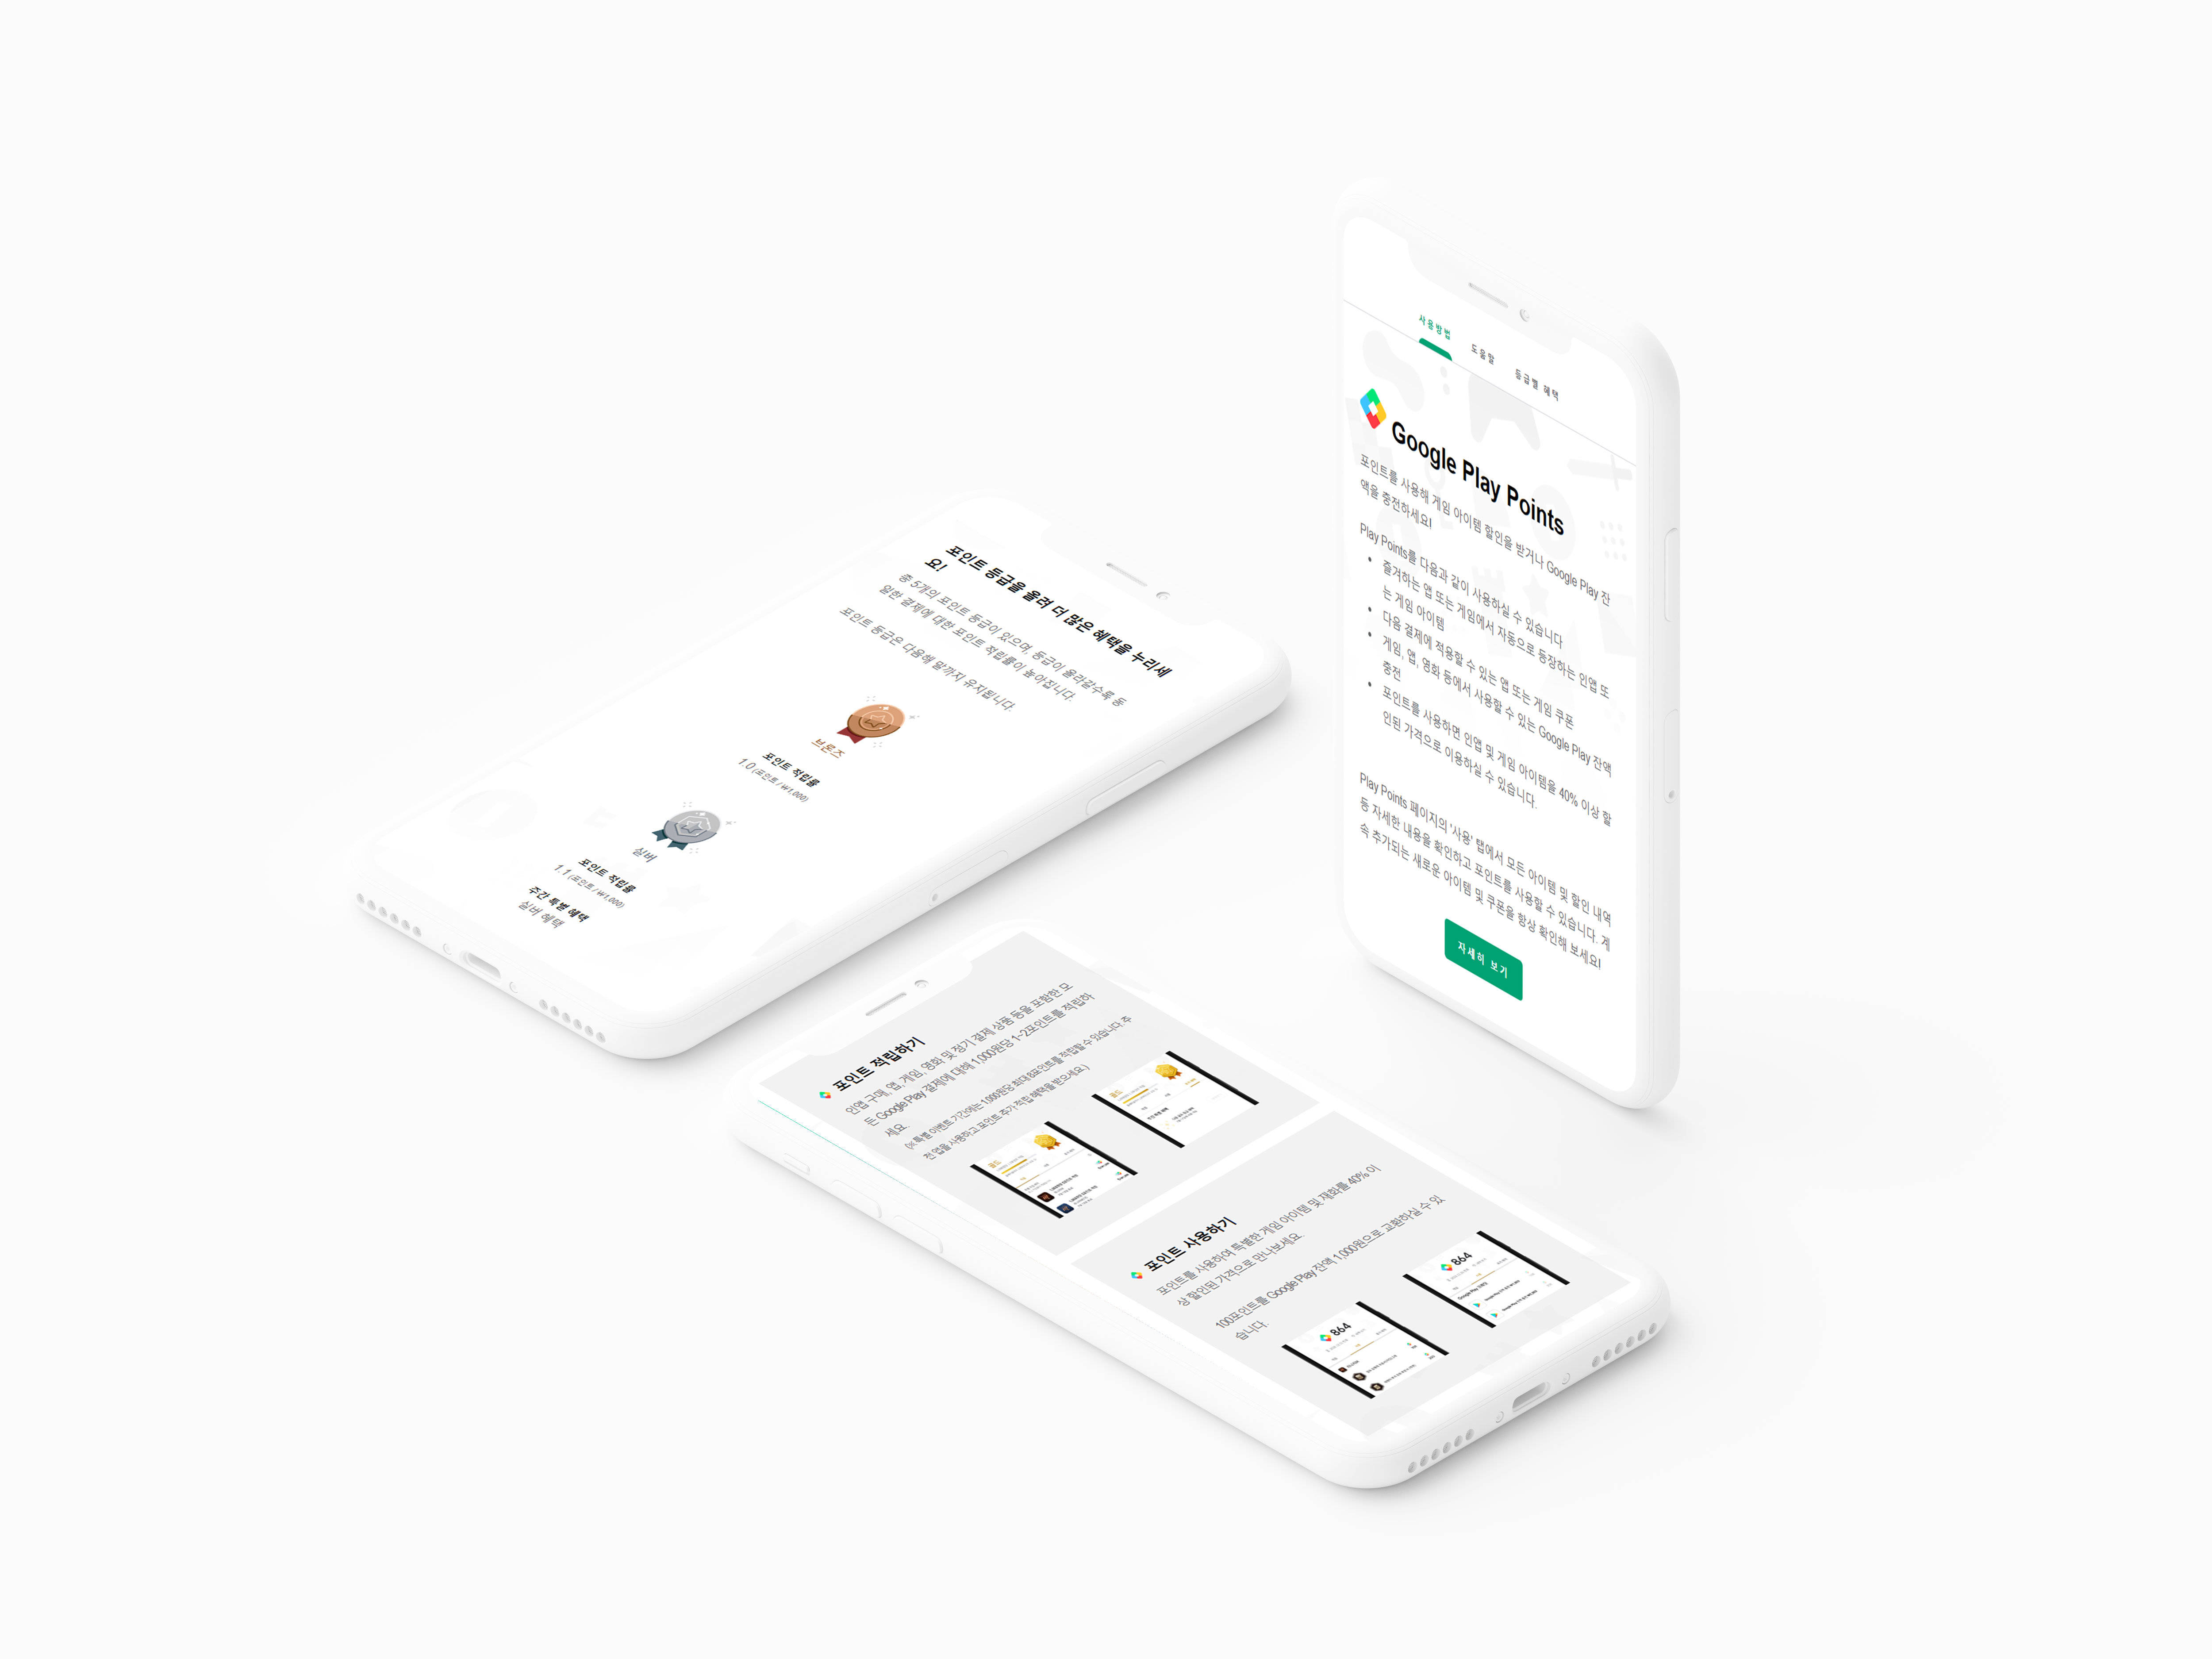 포인트 등급을 올려 더 많은 혜택을 누리세
요!
총 5개의 포인트 등급이 있으며, 등급이 올라갈수록 동
일한 결제에 대한 포인트 적립률이 높아집니다.
포인트 등급은 다음해 말까지 유지됩니다.
브론즈
포인트 적립률
1.0 (포인트 / ₩1,000)
실버
포인트 적립률
1.1 (포인트 / ₩1,000)
주간 특별 혜택
실버 혜택
사용방법
도움말
등급별 혜택
Google Play Points
포인트를 사용해 게임 아이템 할인을 받거나 Google Play 잔
액을 충전하세요!
Play Points를 다음과 같이 사용하실 수 있습니다
• 즐겨하는 앱 또는 게임에서 자동으로 등장하는 인앱 또
는 게임 아이템
• 다음 결제에 적용할 수 있는 앱 또는 게임 쿠폰
• 게임, 앱, 영화 등에서 사용할 수 있는 Google Play 잔액
충전
• 포인트를 사용하면 인앱 및 게임 아이템을 40% 이상 할
인된 가격으로 이용하실 수 있습니다.
Play Points 페이지의 '사용' 탭에서 모든 아이템 및 할인 내역
등 자세한 내용을 확인하고 포인트를 사용할 수 있습니다. 계
속 추가되는 새로운 아이템 및 쿠폰을 항상 확인해 보세요!
자세히 보기
포인트 적립하기
인앱 구매, 앱, 게임, 영화 및 정기 결제 상품 등을 포함한 모
든 Google Play 결제에 대해 1,000원당 1~2포인트를 적립하
세요.
(※ 특별 이벤트 기간에는 1,000원당 최대 8포인트를 적립할 수 있습니다. 추
천 앱을 사용하고 포인트 추가 적립 혜택을 받으세요.)
골드
골드
포인트 사용하기
포인트를 사용하여 특별한 게임 아이템 및 재화를 40% 이
상 할인된 가격으로 만나보세요.
100포인트를 Google Play 잔액 1,000원으로 교환하실 수 있
습니다.
864
864